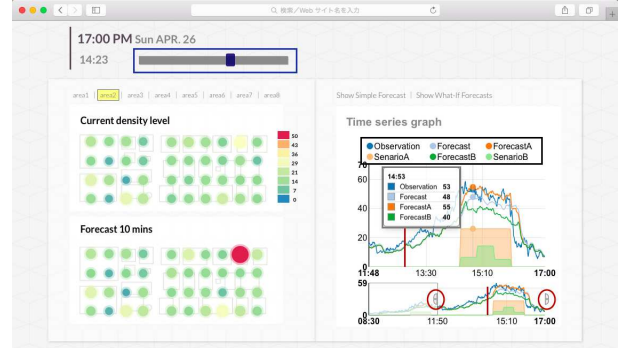 検索／Web サイト名を入力
17:00 PM Sun APR. 26
14:23
area1 | area2 | area3 | area4 | area5 | area6 | area7 | area8
Current density level
50
43
36
29
21
14
7
0
Forecast 10 mins
Show Simple Forecast | Show What-If Forecasts
Time series graph
Observation Forecast ForecastA
SenarioA ForecastB SenarioB
70
60
40
20
0
14:53
Observation 53
Forecast 48
ForecastA 55
ForecastB 40
11:48 13:30 15:10 17:00
59
0
08:30 11:50 15:10 17:00